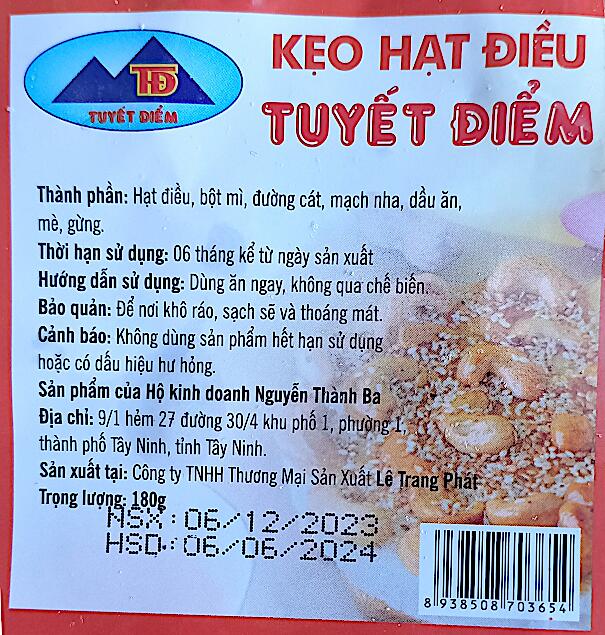 TĐ
TUYẾT ĐIỂM
KẸO HẠT ĐIỀU
TUYẾT ĐIỂM
Thành phần: Hạt điều, bột mì, đường cát, mạch nha, dầu ăn,
mè, gừng.
Thời hạn sử dụng: 06 tháng kể từ ngày sản xuất
Hướng dẫn sử dụng: Dùng ăn ngay, không qua chế biến.
Bảo quản: Để nơi khô ráo, sạch sẽ và thoáng mát.
Cảnh báo: Không dùng sản phẩm hết hạn sử dụng
hoặc có dấu hiệu hư hỏng.
Sản phẩm của Hộ kinh doanh Nguyễn Thành Ba
Địa chỉ: 9/1 hẻm 27 đường 30/4 khu phố 1, phường 1,
thành phố Tây Ninh, tỉnh Tây Ninh.
Sản xuất tại: Công ty TNHH Thương Mại Sản Xuất Lê Trang Phát
Trọng lượng: 180g
NSX: 06/12/2023
HSD: 06/06/2024
8 938508 703654